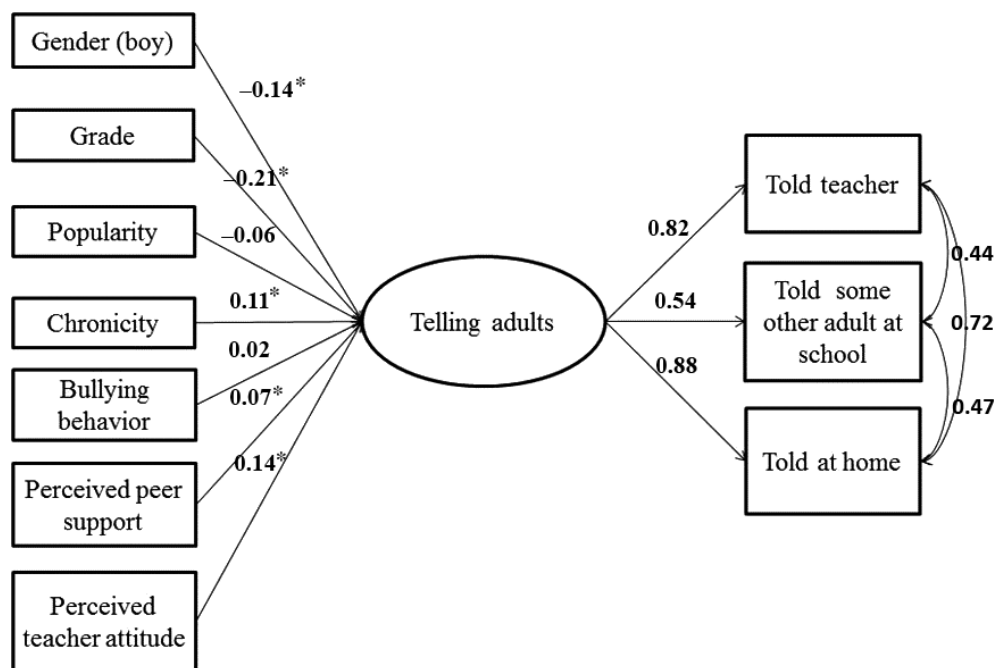 Gender (boy)
Grade
Popularity
Chronicity
Bullying
behavior
Perceived peer
support
Perceived
teacher attitude
–0.14*
–0.21*
–0.06
0.11*
0.02
0.07*
0.14*
Telling adults
0.82
0.54
0.88
Told teacher
Told some
other adult at
school
Told at home
0.44
0.72
0.47